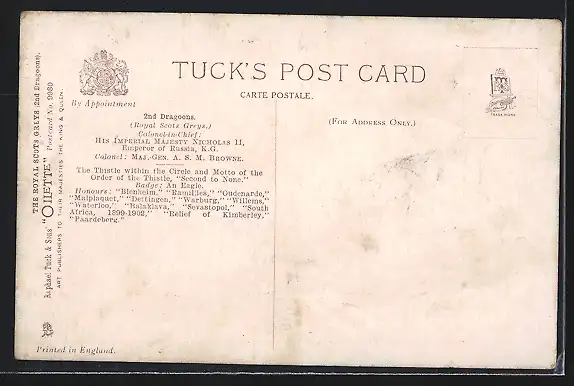 TUCK'S POST CARD
CARTE POSTALE.
(FOR ADDRESS ONLY.)
TRADE MARK
By Appointment
2nd Dragoons.
(Royal Scots Greys.)
Colonel-in-Chief:
HIS IMPERIAL MAJESTY NICHOLAS II,
Emperor of Russia, K.G.
Colonel: MAJ.-GEN. A. S. M. BROWNE.
The Thistle within the Circle and Motto of the
Order of the Thistle, "Second to None."
Badge: An Eagle.
Honours: "Blenheim," "Ramillies," "Oudenarde,"
"Malplaquet," "Dettingen," "Warburg," "Willems,"
"Waterloo," "Balaklava," "Sevastopol," "South
Africa, 1899-1902," "Relief of Kimberley,"
"Paardeberg."
THE ROYAL SCOTS GREYS (2nd Dragoons).
Raphael Tuck & Sons' "OILETTE" Postcard No. 9980
ART PUBLISHERS TO THEIR MAJESTIES THE KING & QUEEN.
Printed in England.